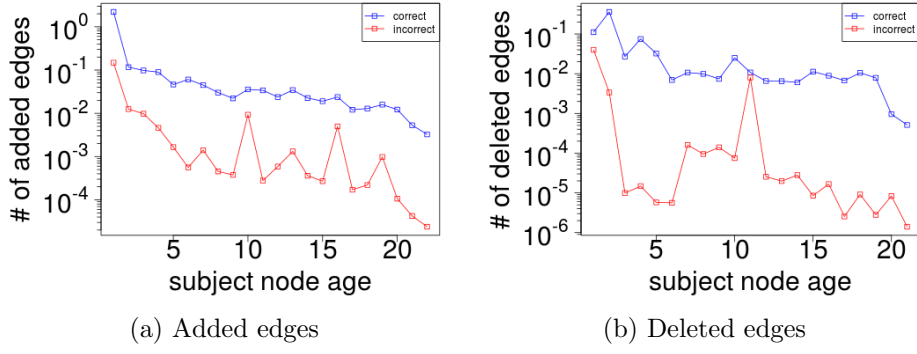 # of added edges
10^0
10^-1
10^-2
10^-3
10^-4
correct
incorrect
5 10 15 20
subject node age
(a) Added edges
# of deleted edges
10^-1
10^-2
10^-3
10^-4
10^-5
10^-6
correct
incorrect
5 10 15 20
subject node age
(b) Deleted edges